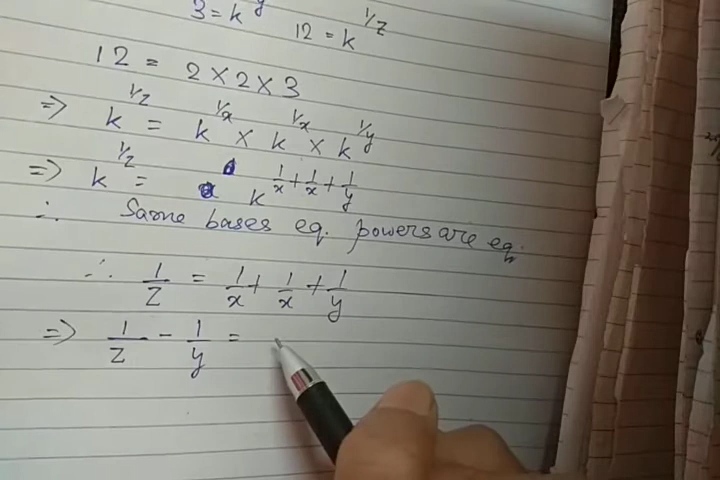 3 = k^y 12 = k^1/z
12 = 2 × 2 × 3
⇒ k^1/z = k^1/x × k^1/x × k^1/y
⇒ k^1/z = k^(1/x + 1/x + 1/y)
∴ Same bases eq. powers are eq.
∴ 1/z = 1/x + 1/x + 1/y
⇒ 1/z - 1/y =